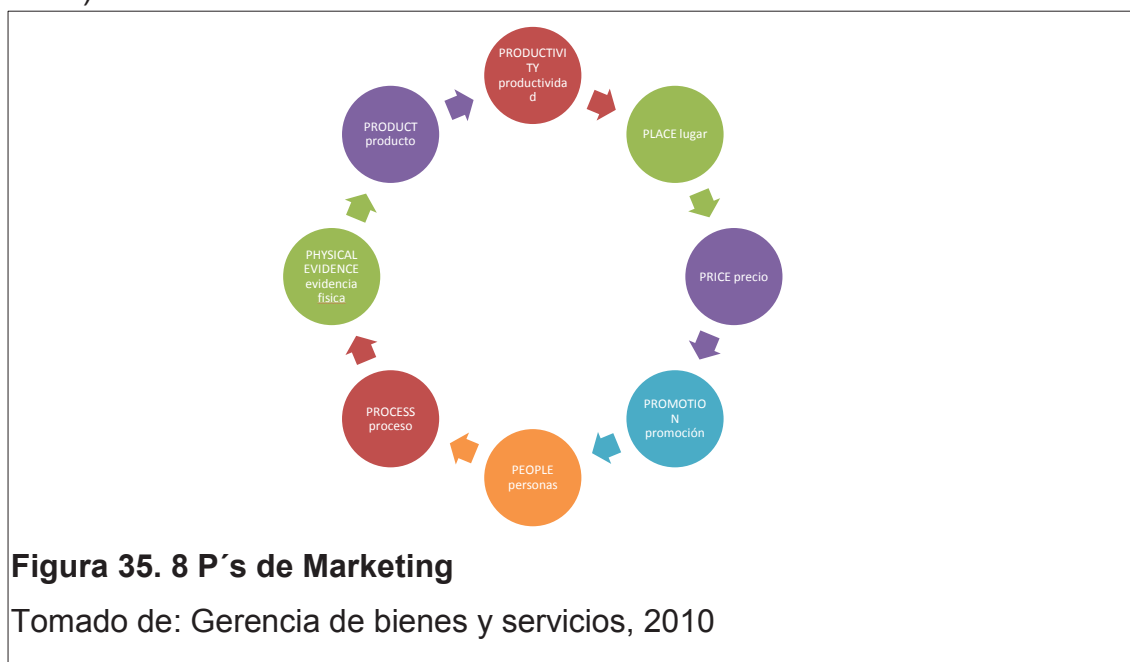 PRODUCTIVI
TY
productivida
d
PLACE lugar
PRICE precio
PROMOTIO
N
promoción
PEOPLE
personas
PROCESS
proceso
PHYSICAL
EVIDENCE
evidencia
fisica
PRODUCT
producto
Figura 35. 8 P´s de Marketing
Tomado de: Gerencia de bienes y servicios, 2010